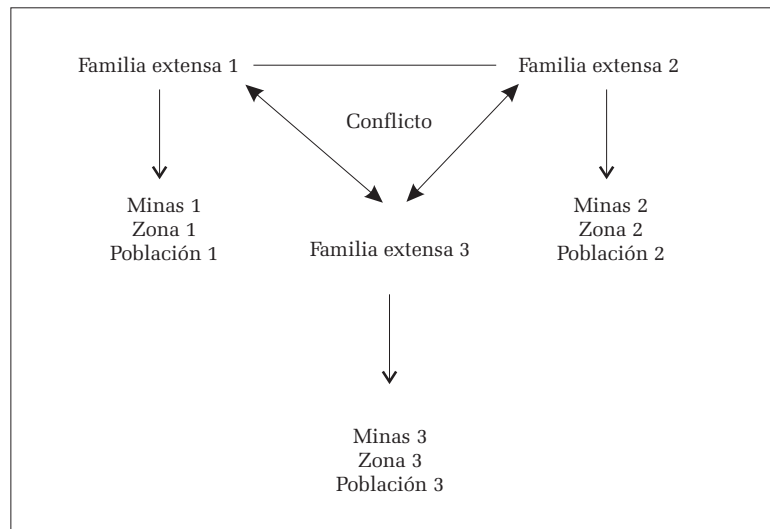 Familia extensa 1
Familia extensa 2
Conflicto
Minas 1
Zona 1
Población 1
Familia extensa 3
Minas 2
Zona 2
Población 2
Minas 3
Zona 3
Población 3